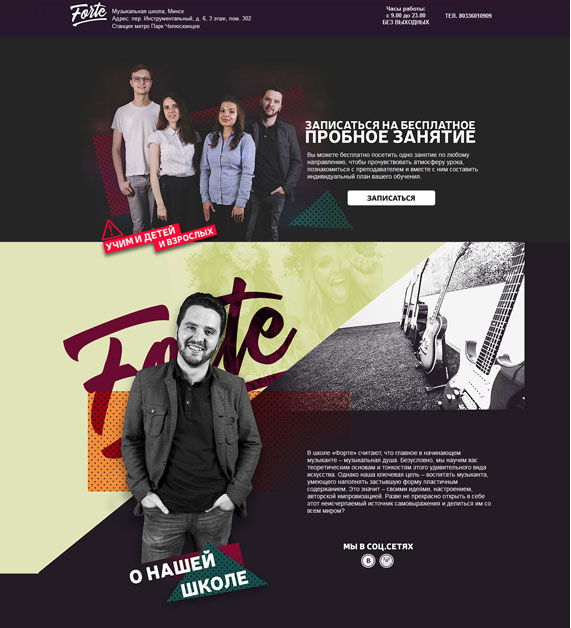 Forte
Музыкальная школа, Минск
Адрес: пер. Инструментальный, д. 6, 3 этаж, пом. 302
Станция метро Парк Челюскинцев
Часы работы:
с 9.00 до 23.00
БЕЗ ВЫХОДНЫХ
ТЕЛ. 80336010909
ЗАПИСАТЬСЯ НА БЕСПЛАТНОЕ
ПРОБНОЕ ЗАНЯТИЕ
Вы можете бесплатно посетить одно занятие по любому
направлению, чтобы прочувствовать атмосферу урока,
познакомиться с преподавателем и вместе с ним составить
индивидуальный план вашего обучения.
ЗАПИСАТЬСЯ
УЧИМ И ДЕТЕЙ
И ВЗРОСЛЫХ
Forte
В школе «Форте» считают, что главное в начинающем
музыканте – музыкальная душа. Безусловно, мы научим вас
теоретическим основам и тонкостям этого удивительного вида
искусства. Однако наша ключевая цель – воспитать музыканта,
умеющего наполнять застывшую форму пластичным
содержанием. Это значит – своими идеями, настроением,
авторской импровизацией. Разве не прекрасно открыть в себе
этот неисчерпаемый источник самовыражения и делиться им со
всем миром?
МЫ В СОЦ.СЕТЯХ
О НАШЕЙ
ШКОЛЕ